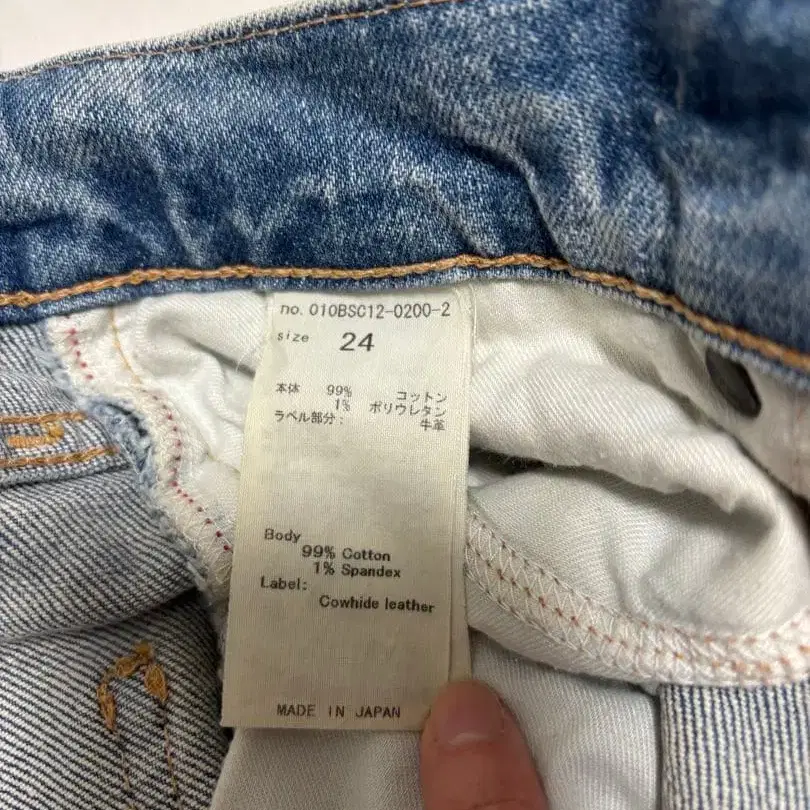 no. 010BSC12-0200-2
size 24
本体 99% コットン
1% ポリウレタン
ラベル部分: 牛革
Body
99% Cotton
1% Spandex
Label:
Cowhide leather
MADE IN JAPAN